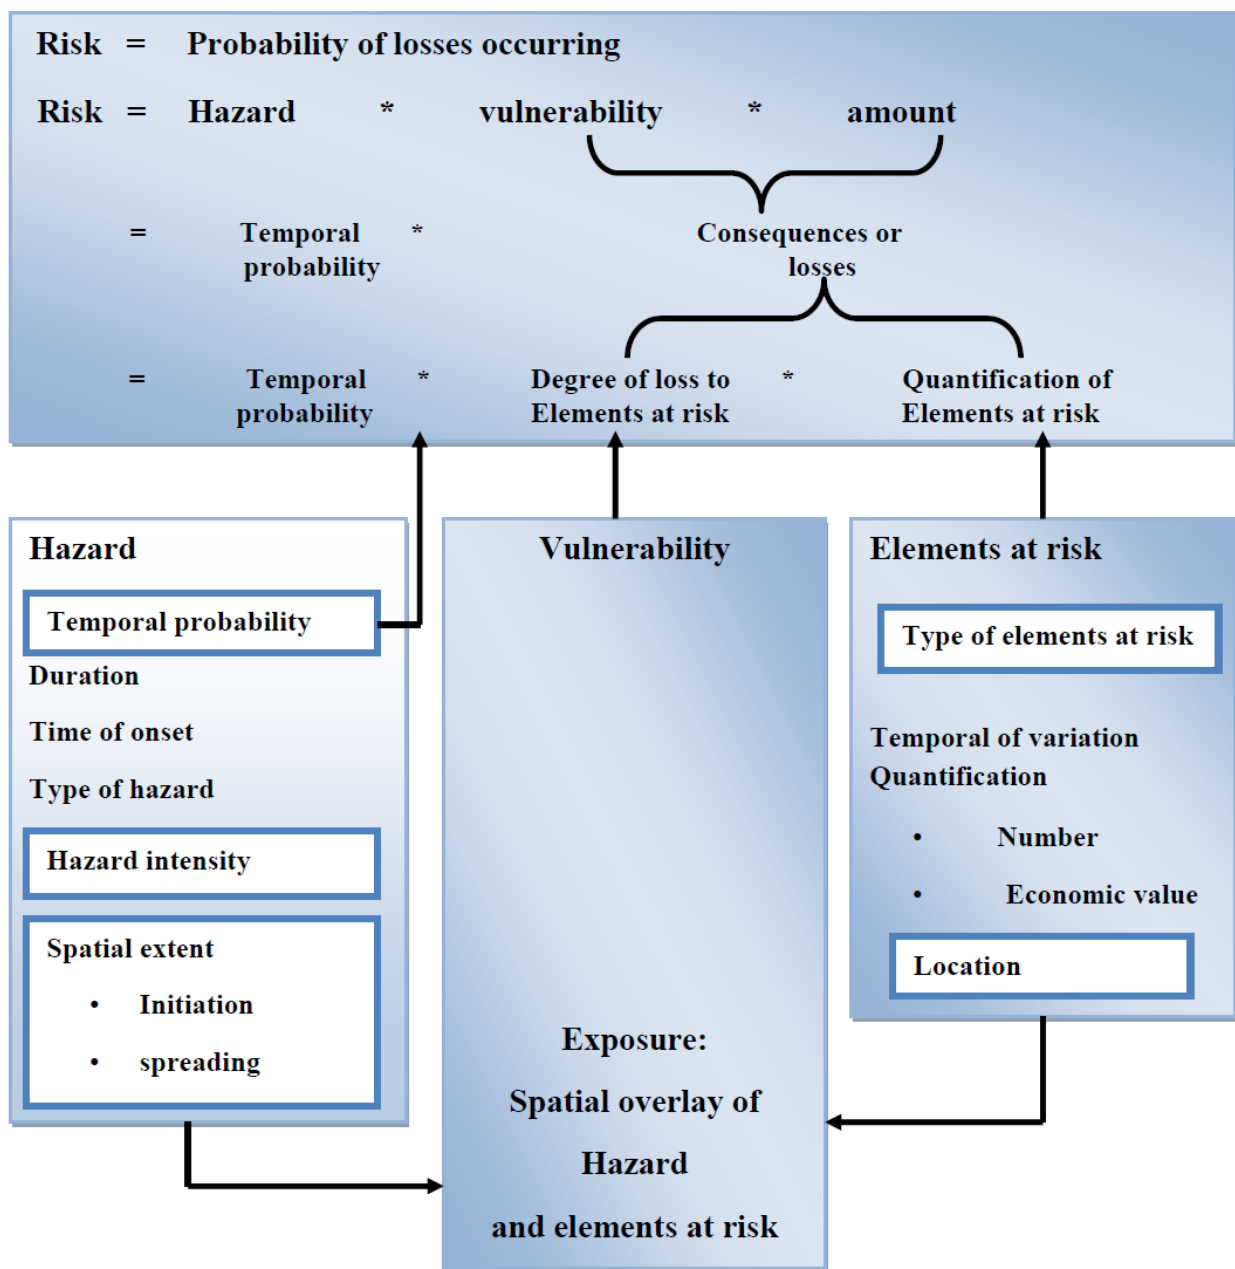 Risk = Probability of losses occurring
Risk = Hazard * vulnerability * amount
= Temporal * Consequences or
probability losses
= Temporal * Degree of loss to * Quantification of
probability Elements at risk Elements at risk
Hazard
Temporal probability
Duration
Time of onset
Type of hazard
Hazard intensity
Spatial extent
• Initiation
• spreading
Vulnerability
Exposure:
Spatial overlay of
Hazard
and elements at risk
Elements at risk
Type of elements at risk
Temporal of variation
Quantification
• Number
• Economic value
Location